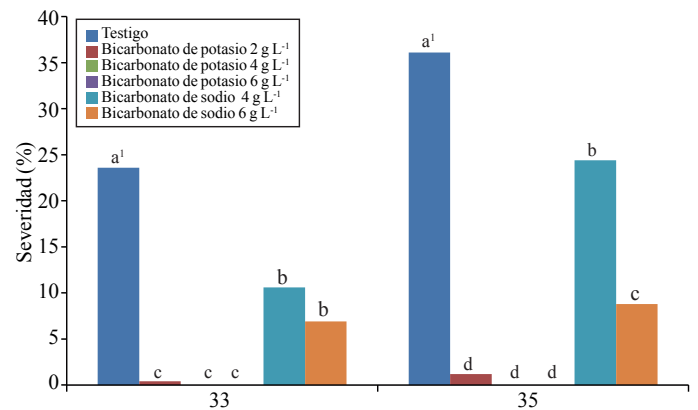 40
35
30
25
20
15
10
5
0
Severidad (%)
Testigo
Bicarbonato de potasio 2 g L⁻¹
Bicarbonato de potasio 4 g L⁻¹
Bicarbonato de potasio 6 g L⁻¹
Bicarbonato de sodio 4 g L⁻¹
Bicarbonato de sodio 6 g L⁻¹
a¹
c
c
c
b
b
a¹
d
d
d
b
c
33
35